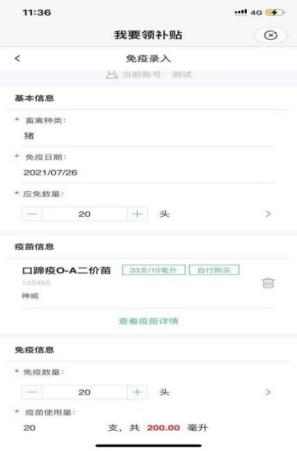 11:36
4G
我要领补贴
免疫录入
当前账号：测试
基本信息
* 畜禽种类：
猪
* 免疫日期：
2021/07/26
* 应免数量：
— 20 + 头
疫苗信息
口蹄疫O-A二价苗 33支/10毫升 自行购买
123456
神威
查看疫苗详情
免疫信息
* 免疫数量：
— 20 + 头
* 疫苗使用量：
20 支，共 200.00 毫升